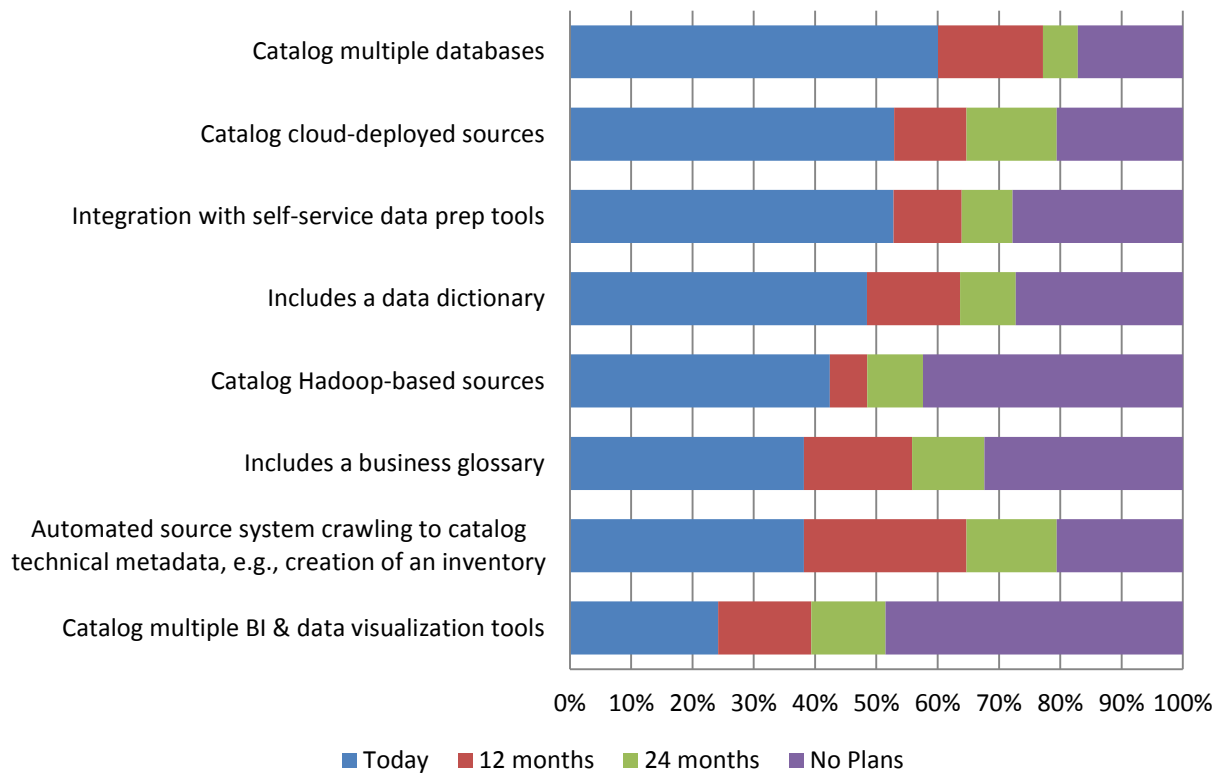 Catalog multiple databases
Catalog cloud-deployed sources
Integration with self-service data prep tools
Includes a data dictionary
Catalog Hadoop-based sources
Includes a business glossary
Automated source system crawling to catalog
technical metadata, e.g., creation of an inventory
Catalog multiple BI & data visualization tools
0% 10% 20% 30% 40% 50% 60% 70% 80% 90% 100%
Today 12 months 24 months No Plans